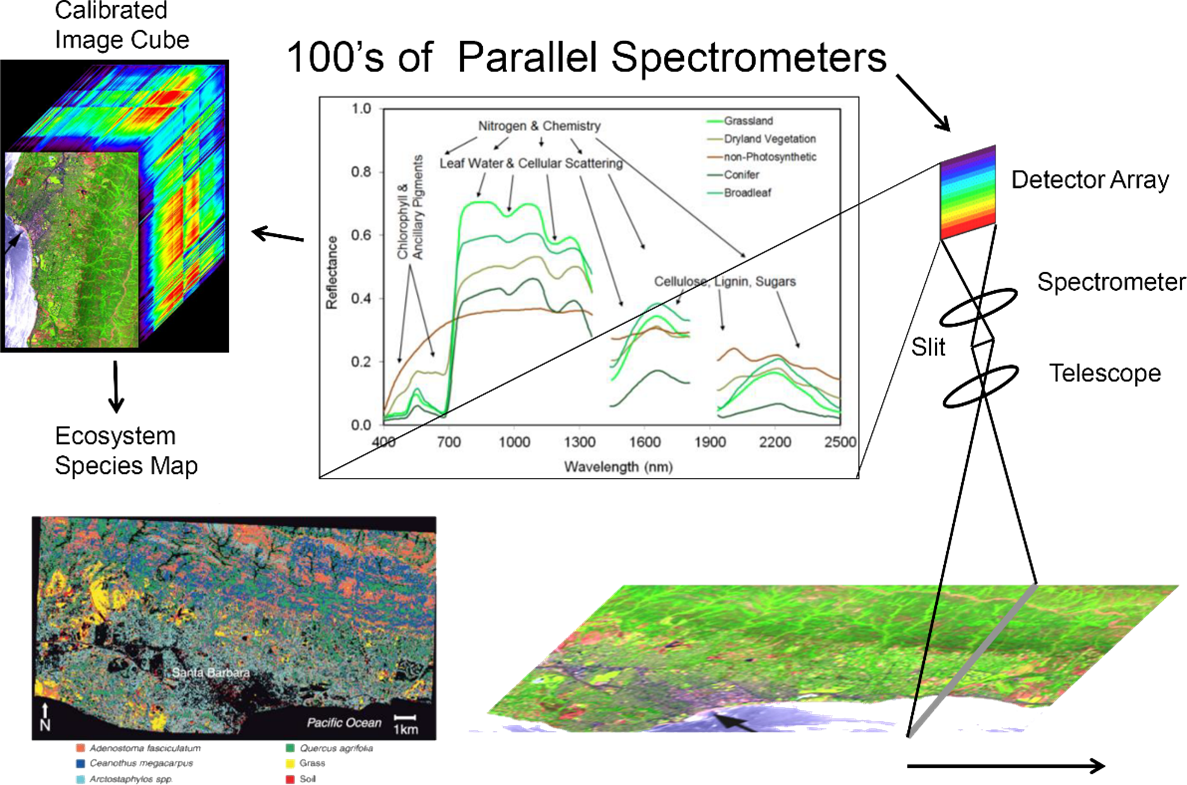 Calibrated
Image Cube
100's of  Parallel Spectrometers
Detector Array
Spectrometer
Slit
Telescope
1.0
0.8
0.6
0.4
0.2
0.0
Reflectance
Nitrogen & Chemistry
Leaf Water & Cellular Scattering
Chlorophyll &
Ancillary Pigments
Cellulose, Lignin, Sugars
Grassland
Dryland Vegetation
non-Photosynthetic
Conifer
Broadleaf
400 700 1000 1300 1600 1900 2200 2500
Wavelength (nm)
Ecosystem
Species Map
Santa Barbara
N
Pacific Ocean
1km
Adenostoma fasciculatum
Ceanothus megacarpus
Arctostaphylos spp.
Quercus agrifolia
Grass
Soil